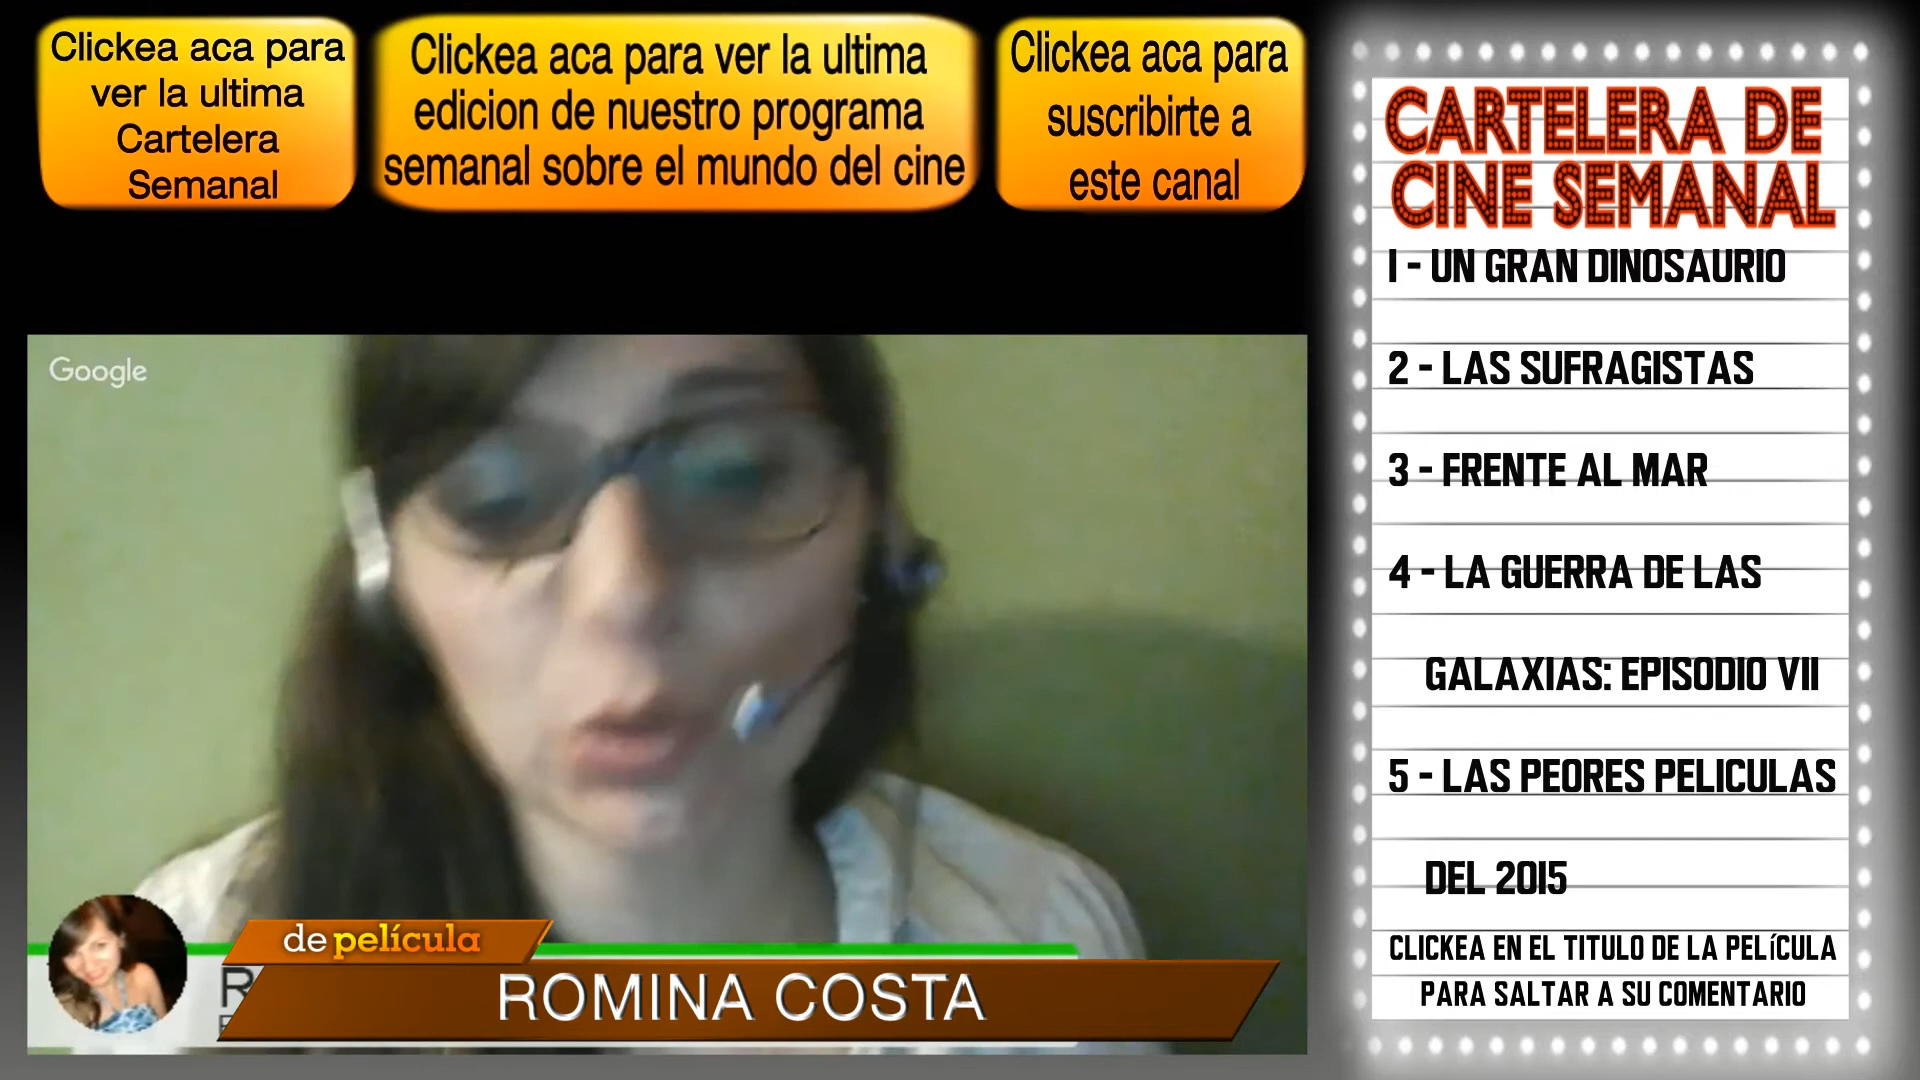 Clickea aca para
ver la ultima
Cartelera
Semanal
Clickea aca para ver la ultima
edicion de nuestro programa
semanal sobre el mundo del cine
Clickea aca para
suscribirte a
este canal
CARTELERA DE
CINE SEMANAL
1 - UN GRAN DINOSAURIO
2 - LAS SUFRAGISTAS
3 - FRENTE AL MAR
4 - LA GUERRA DE LAS
GALAXIAS: EPISODIO VII
5 - LAS PEORES PELICULAS
DEL 2015
CLICKEA EN EL TITULO DE LA PELÍCULA
PARA SALTAR A SU COMENTARIO
Google
de película
ROMINA COSTA